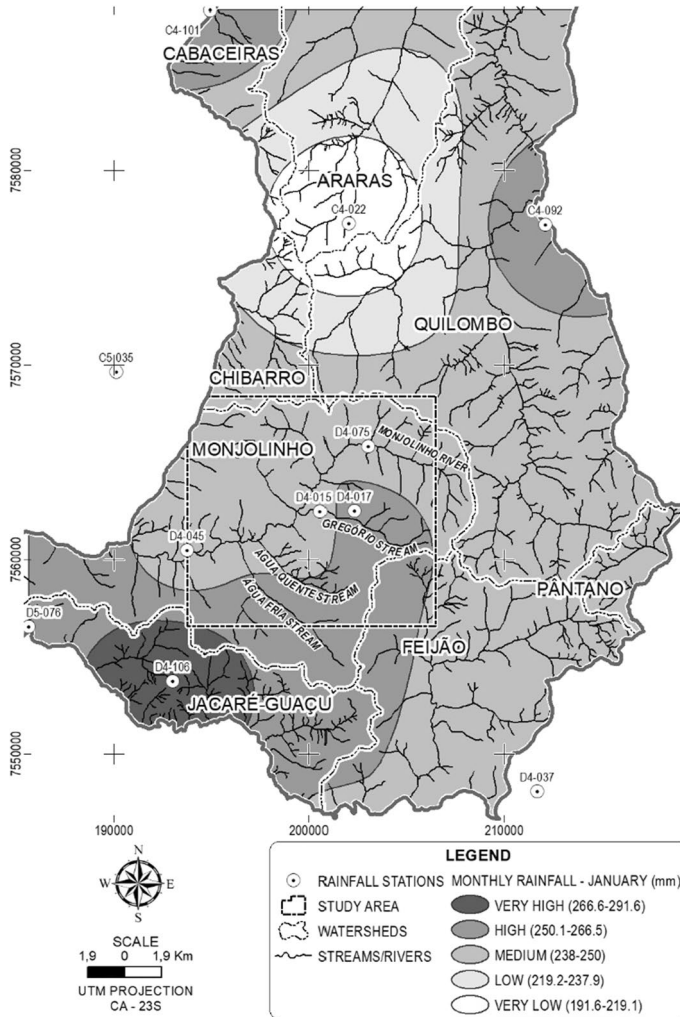 C4-101
CABACEIRAS
7580000
ARARAS
C4-022
C4-092
QUILOMBO
C5-035
7570000
CHIBARRO
MONJOLINHO
D4-075
MONJOLINHO RIVER
D4-015
D4-017
GREGÓRIO STREAM
D4-045
7560000
ÁGUA QUENTE STREAM
ÁGUA FRIA STREAM
PÂNTANO
D5-076
FEIJÃO
D4-106
JACARÉ-GUAÇU
7550000
D4-037
190000 200000 210000
N
W E
S
SCALE
1,9 0 1,9 Km
UTM PROJECTION
CA - 23S
LEGEND
RAINFALL STATIONS
STUDY AREA
WATERSHEDS
STREAMS/RIVERS
MONTHLY RAINFALL - JANUARY (mm)
VERY HIGH (266.6-291.6)
HIGH (250.1-266.5)
MEDIUM (238-250)
LOW (219.2-237.9)
VERY LOW (191.6-219.1)